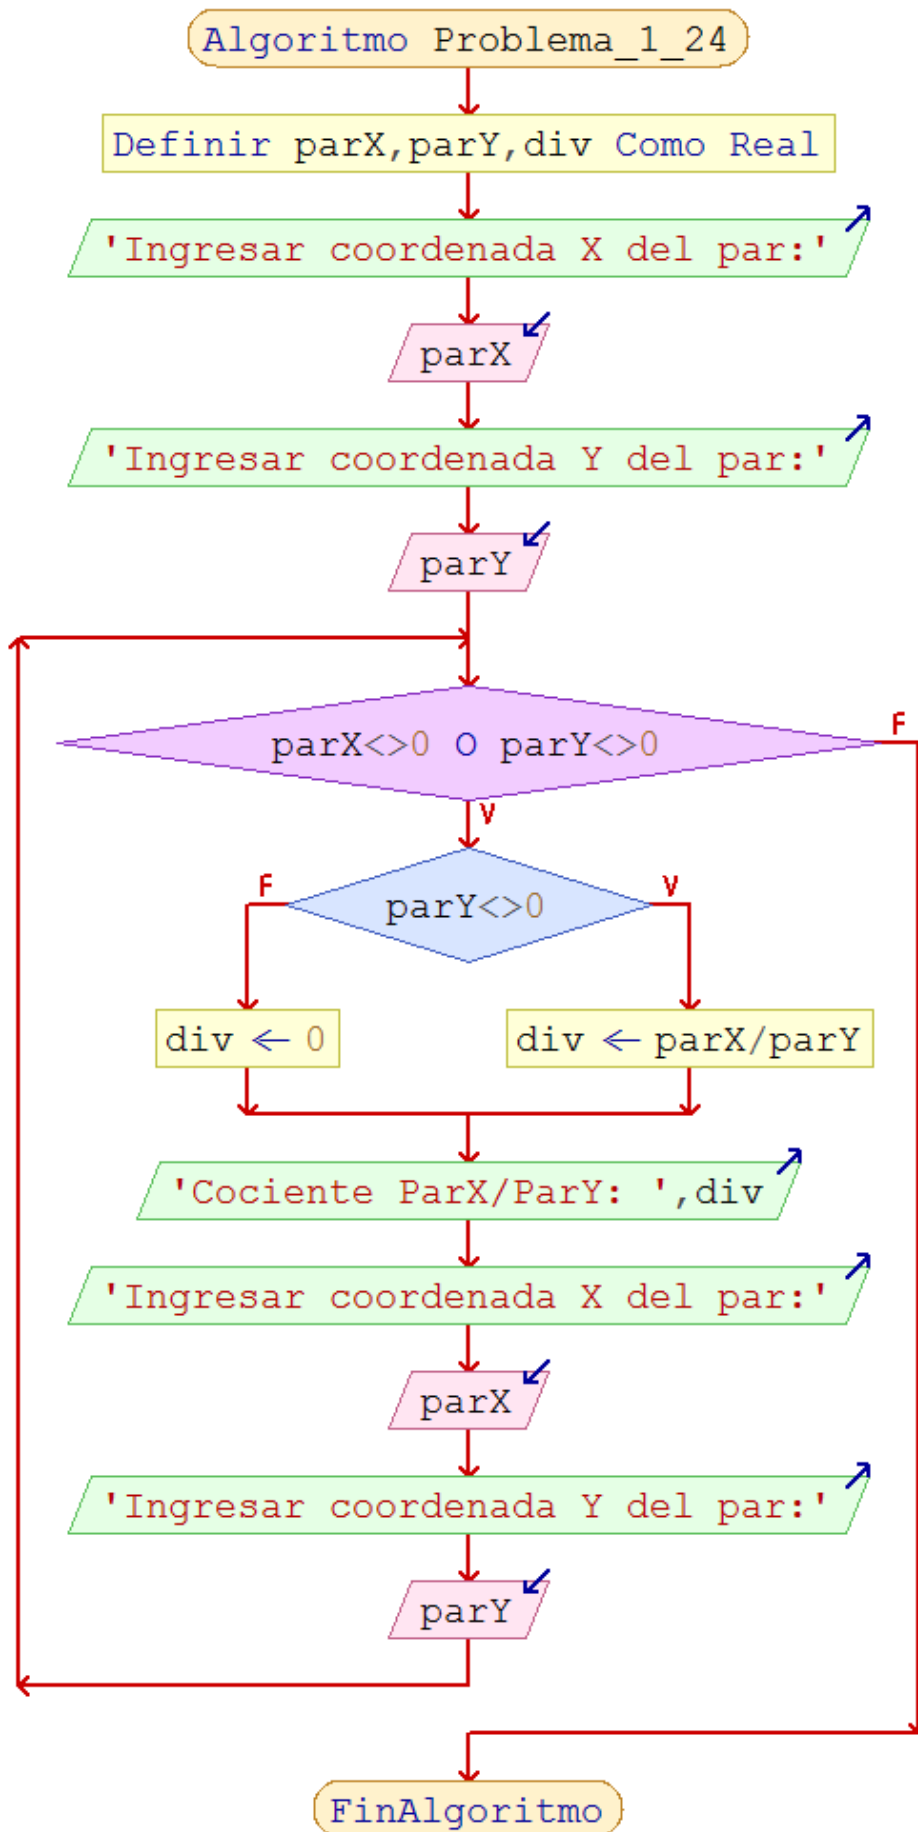 Algoritmo Problema_1_24
Definir parX,parY,div Como Real
'Ingresar coordenada X del par:'
parX
'Ingresar coordenada Y del par:'
parY
parX<>0 O parY<>0
F
V
parY<>0
F
V
div ← 0
div ← parX/parY
'Cociente ParX/ParY: ',div
'Ingresar coordenada X del par:'
parX
'Ingresar coordenada Y del par:'
parY
FinAlgoritmo